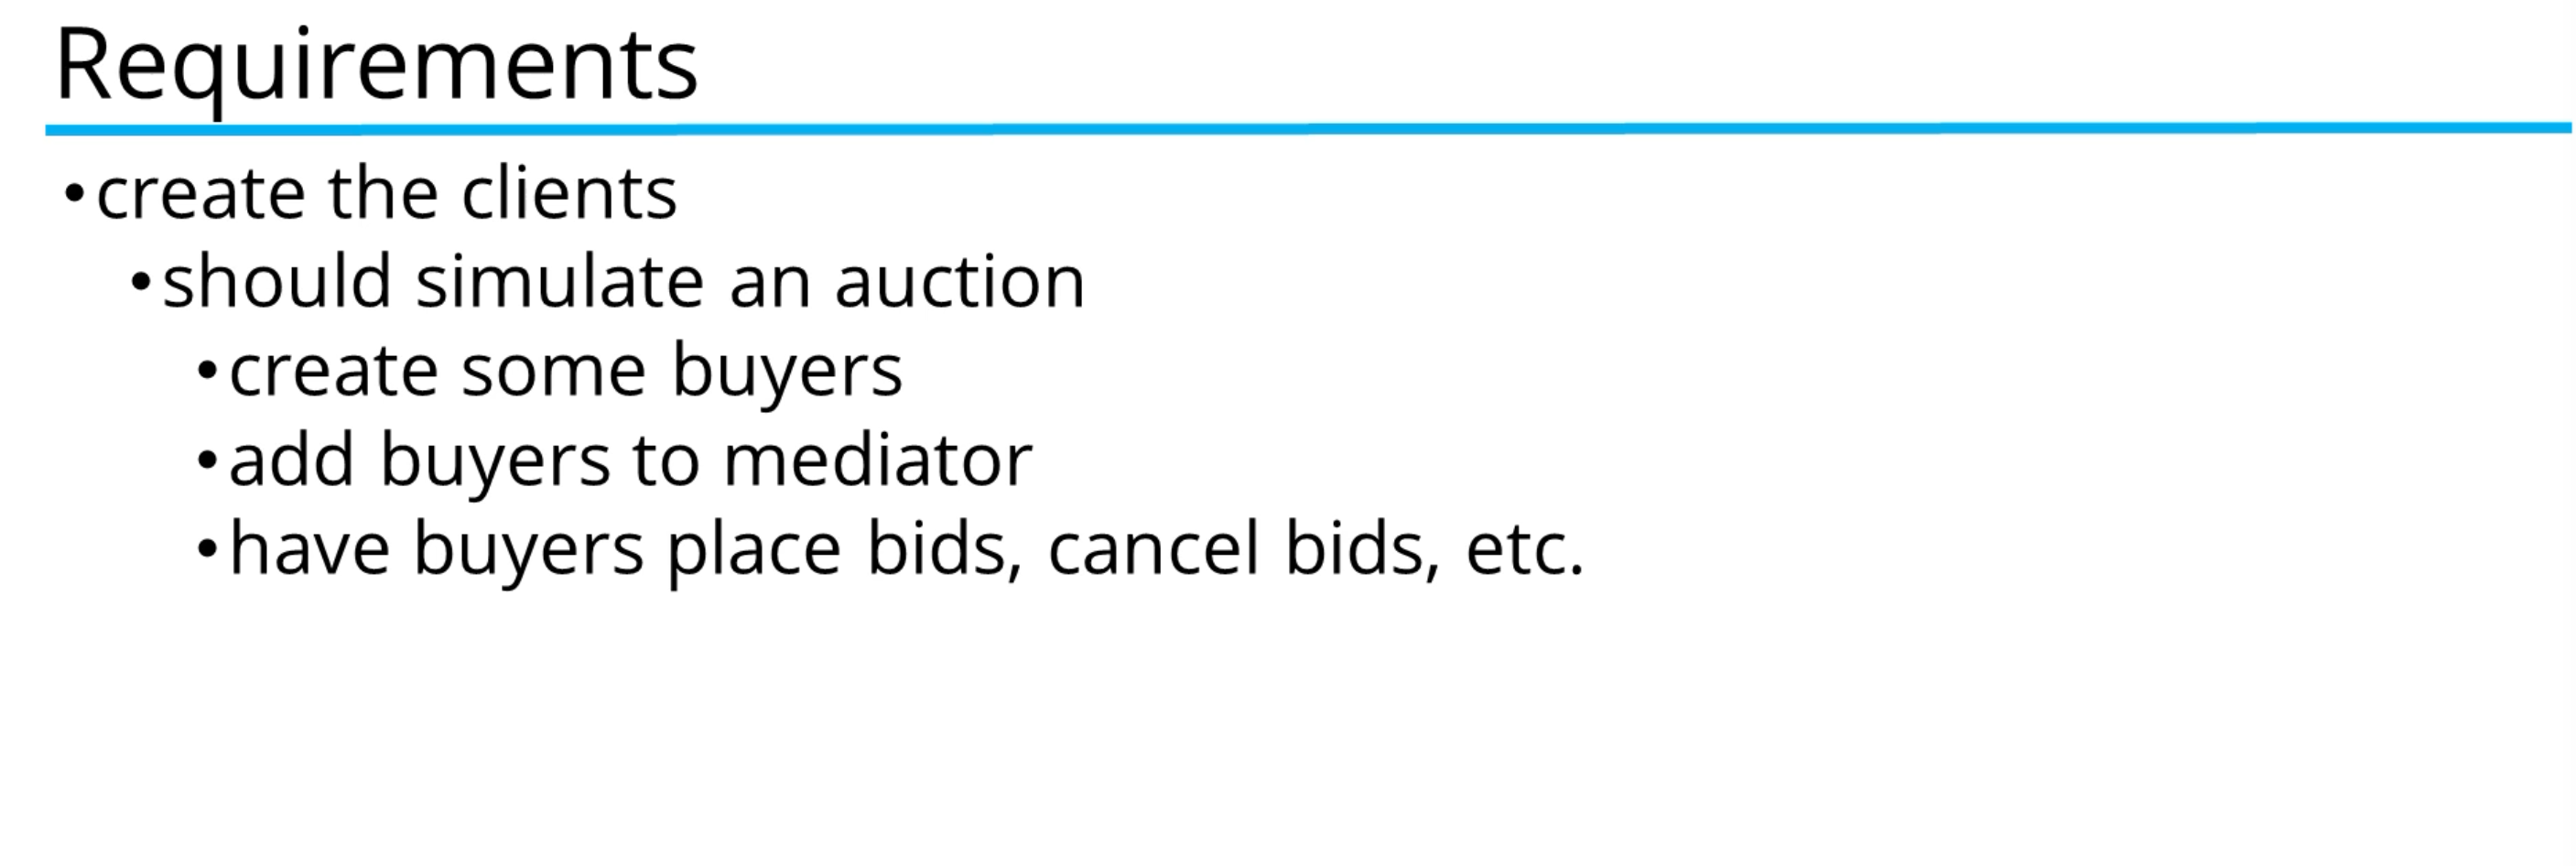 Requirements
• create the clients
• should simulate an auction
• create some buyers
• add buyers to mediator
• have buyers place bids, cancel bids, etc.